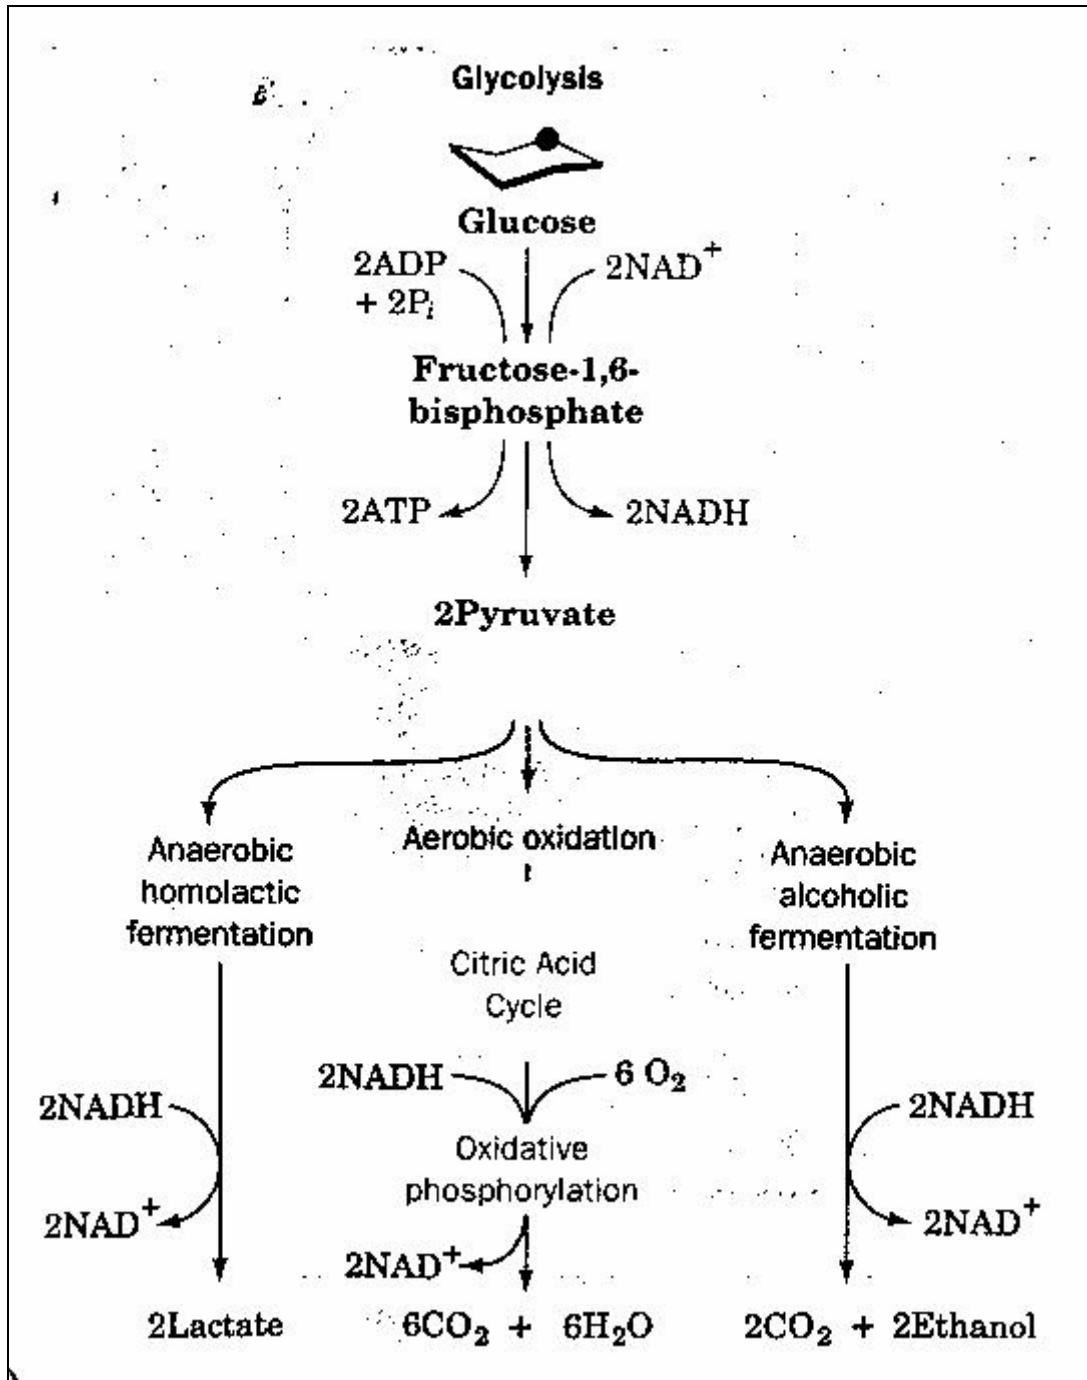 Glycolysis
Glucose
2ADP
+ 2Pi
2NAD+
Fructose-1,6-
bisphosphate
2ATP
2NADH
2Pyruvate
Anaerobic
homolactic
fermentation
Aerobic oxidation
Anaerobic
alcoholic
fermentation
Citric Acid
Cycle
2NADH
6 O2
2NADH
2NAD+
Oxidative
phosphorylation
2NADH
2NAD+
2NAD+
2Lactate
6CO2 + 6H2O
2CO2 + 2Ethanol